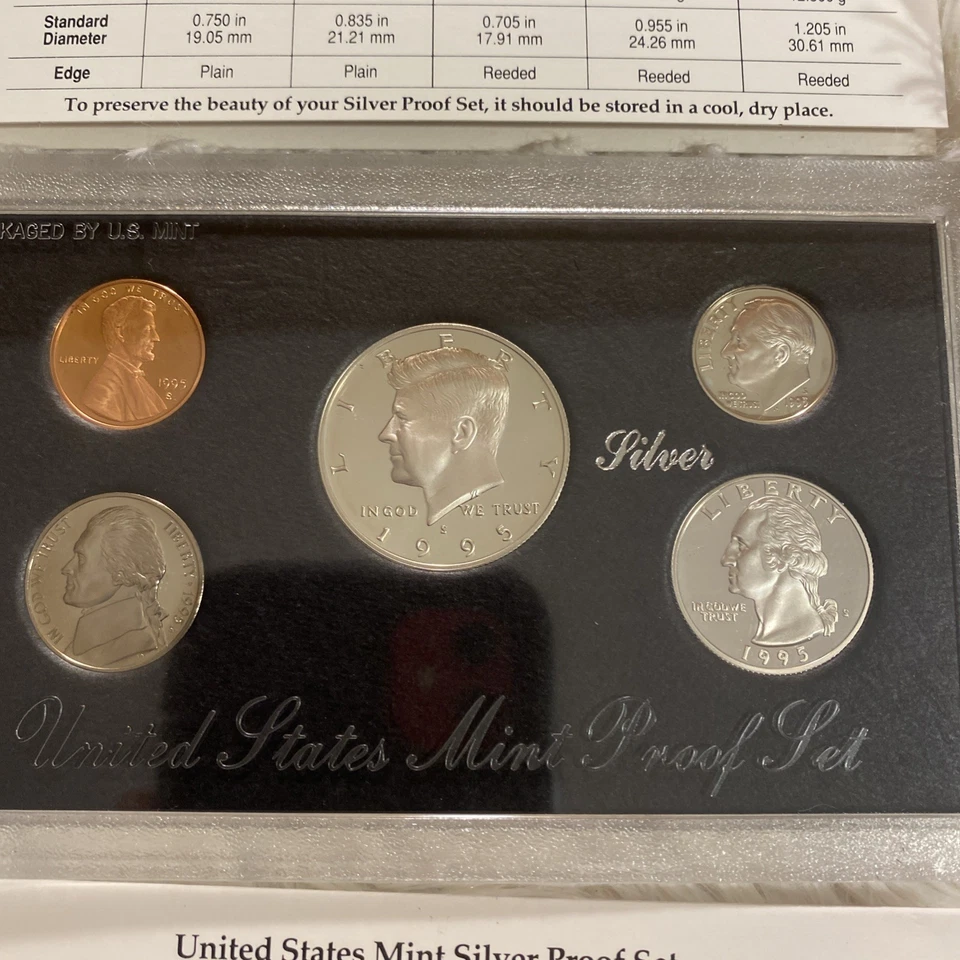 Standard Diameter 0.750 in 19.05 mm 0.835 in 21.21 mm 0.705 in 17.91 mm 0.955 in 24.26 mm 1.205 in 30.61 mm
Edge Plain Plain Reeded Reeded Reeded
To preserve the beauty of your Silver Proof Set, it should be stored in a cool, dry place.
KAGED BY U.S. MINT
IN GOD WE TRUST
LIBERTY
1995
S
LIBERTY
IN GOD WE TRUST
S
1995
LIBERTY
IN GOD
WE TRUST
1995
Silver
IN GOD WE TRUST
LIBERTY · 1995
LIBERTY
IN GOD WE
TRUST
S
1995
United States Mint Proof Set
United States Mint Silver Proof Set